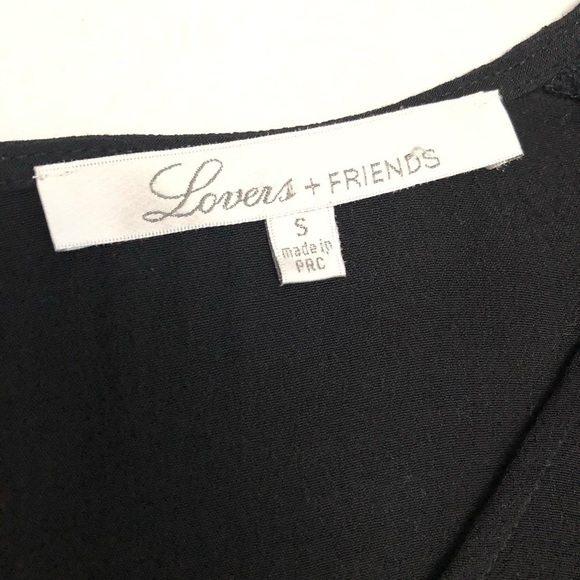 Lovers + FRIENDS
S
made in
PRC